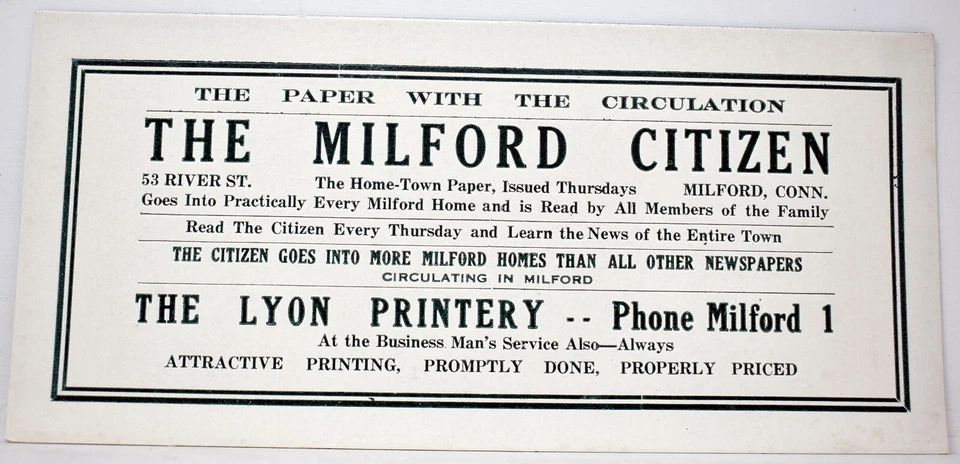 THE PAPER WITH THE CIRCULATION
THE MILFORD CITIZEN
53 RIVER ST. The Home-Town Paper, Issued Thursdays MILFORD, CONN.
Goes Into Practically Every Milford Home and is Read by All Members of the Family
Read The Citizen Every Thursday and Learn the News of the Entire Town
THE CITIZEN GOES INTO MORE MILFORD HOMES THAN ALL OTHER NEWSPAPERS
CIRCULATING IN MILFORD
THE LYON PRINTERY -- Phone Milford 1
At the Business Man's Service Also—Always
ATTRACTIVE PRINTING, PROMPTLY DONE, PROPERLY PRICED